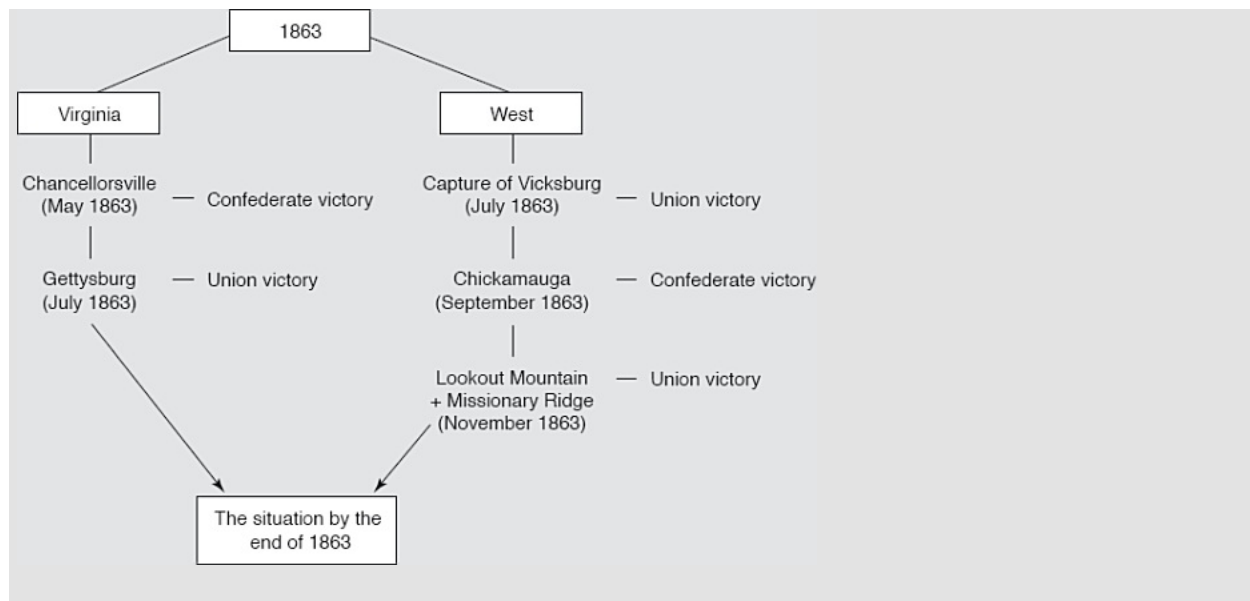 1863
Virginia
West
Chancellorsville
(May 1863)
Confederate victory
Capture of Vicksburg
(July 1863)
Union victory
Gettysburg
(July 1863)
Union victory
Chickamauga
(September 1863)
Confederate victory
Lookout Mountain
+ Missionary Ridge
(November 1863)
Union victory
The situation by the
end of 1863